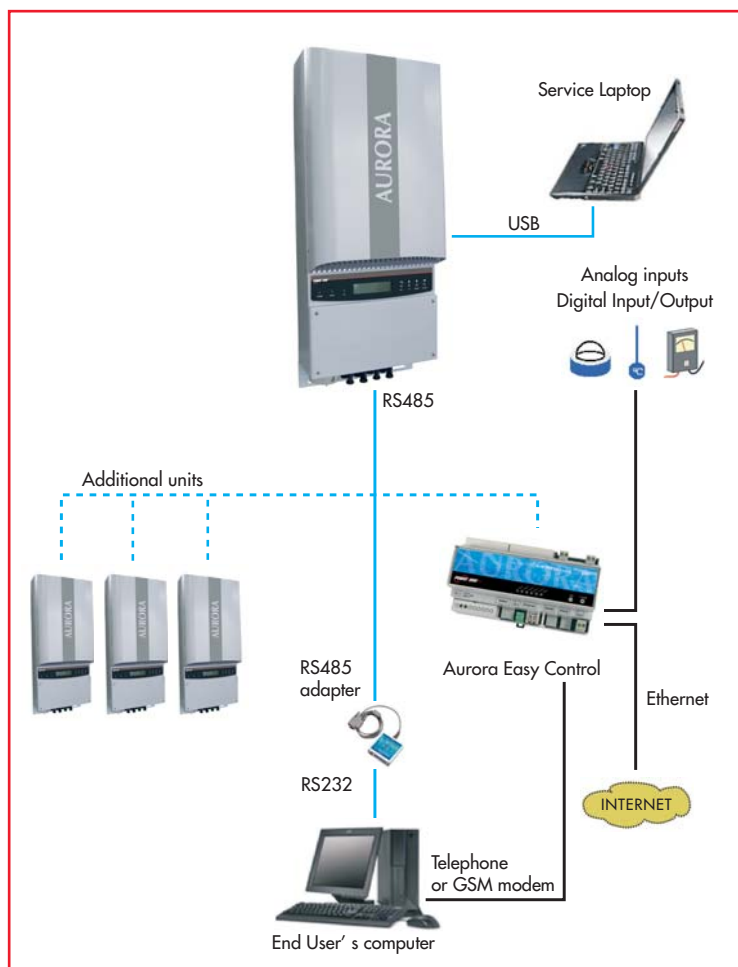 AURORA
Service Laptop
USB
Analog inputs
Digital Input/Output
°C
RS485
Additional units
AURORA
AURORA
AURORA
AURORA
RS485
adapter
Aurora Easy Control
Ethernet
RS232
INTERNET
Telephone
or GSM modem
End User' s computer